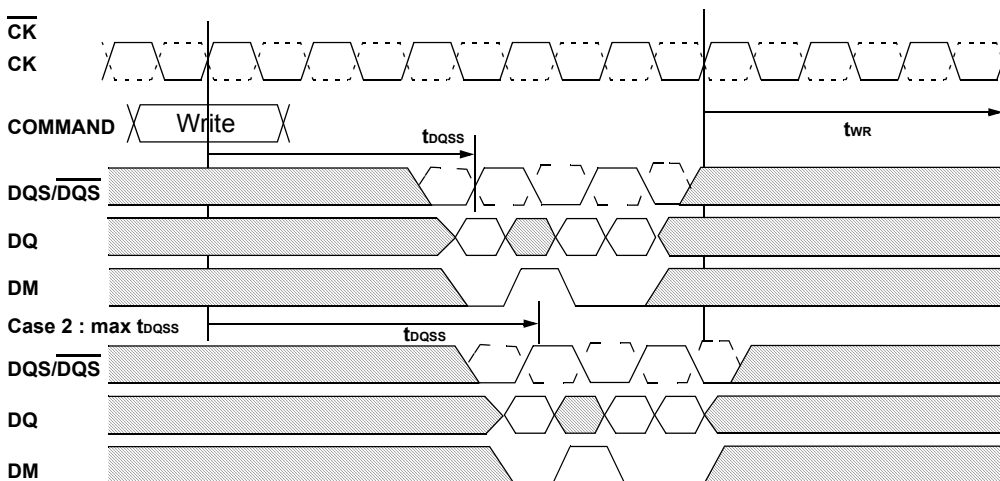 CK
CK
COMMAND
Write
tDQSS
tWR
DQS/DQS
DQ
DM
Case 2 : max tDQSS
tDQSS
DQS/DQS
DQ
DM